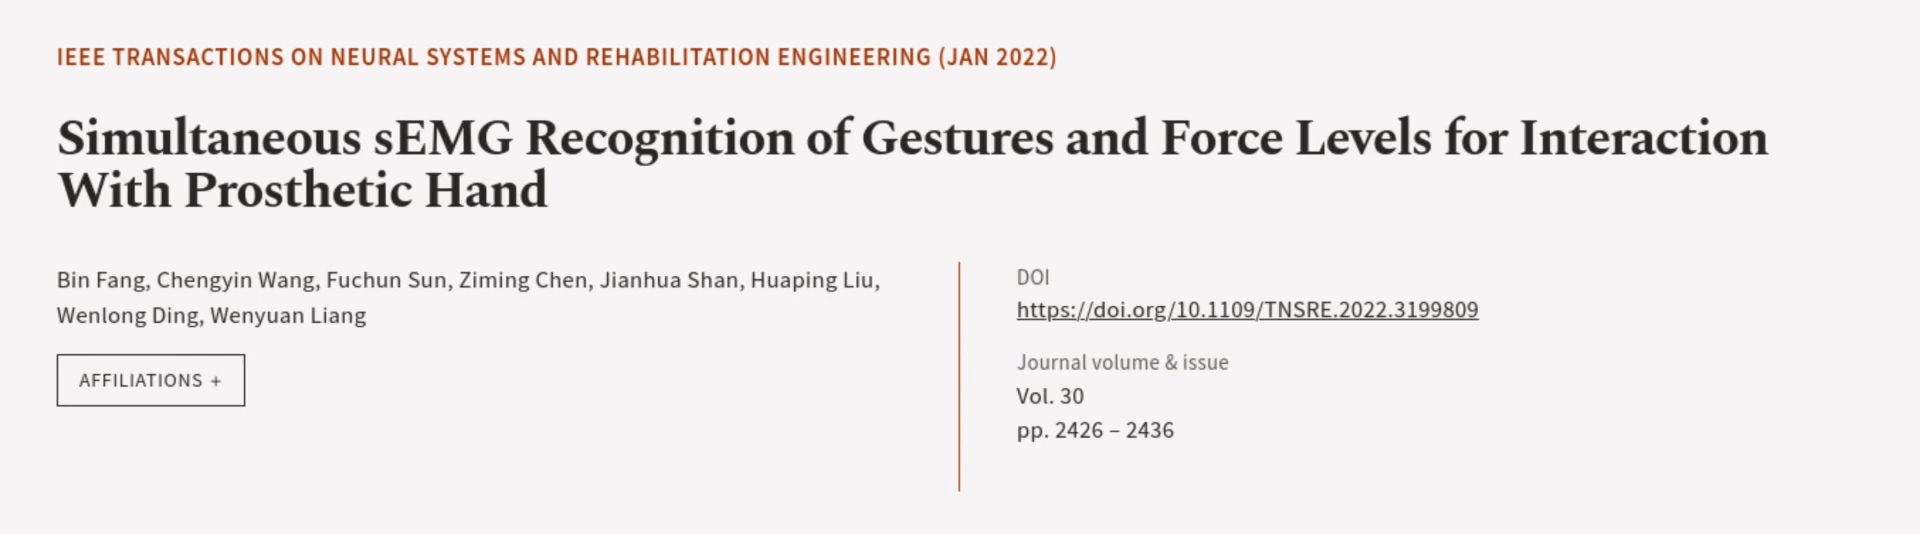 IEEE TRANSACTIONS ON NEURAL SYSTEMS AND REHABILITATION ENGINEERING (JAN 2022)
Simultaneous sEMG Recognition of Gestures and Force Levels for Interaction
With Prosthetic Hand
Bin Fang, Chengyin Wang, Fuchun Sun, Ziming Chen, Jianhua Shan, Huaping Liu,
Wenlong Ding, Wenyuan Liang
AFFILIATIONS +
DOI
https://doi.org/10.1109/TNSRE.2022.3199809
Journal volume & issue
Vol. 30
pp. 2426 – 2436